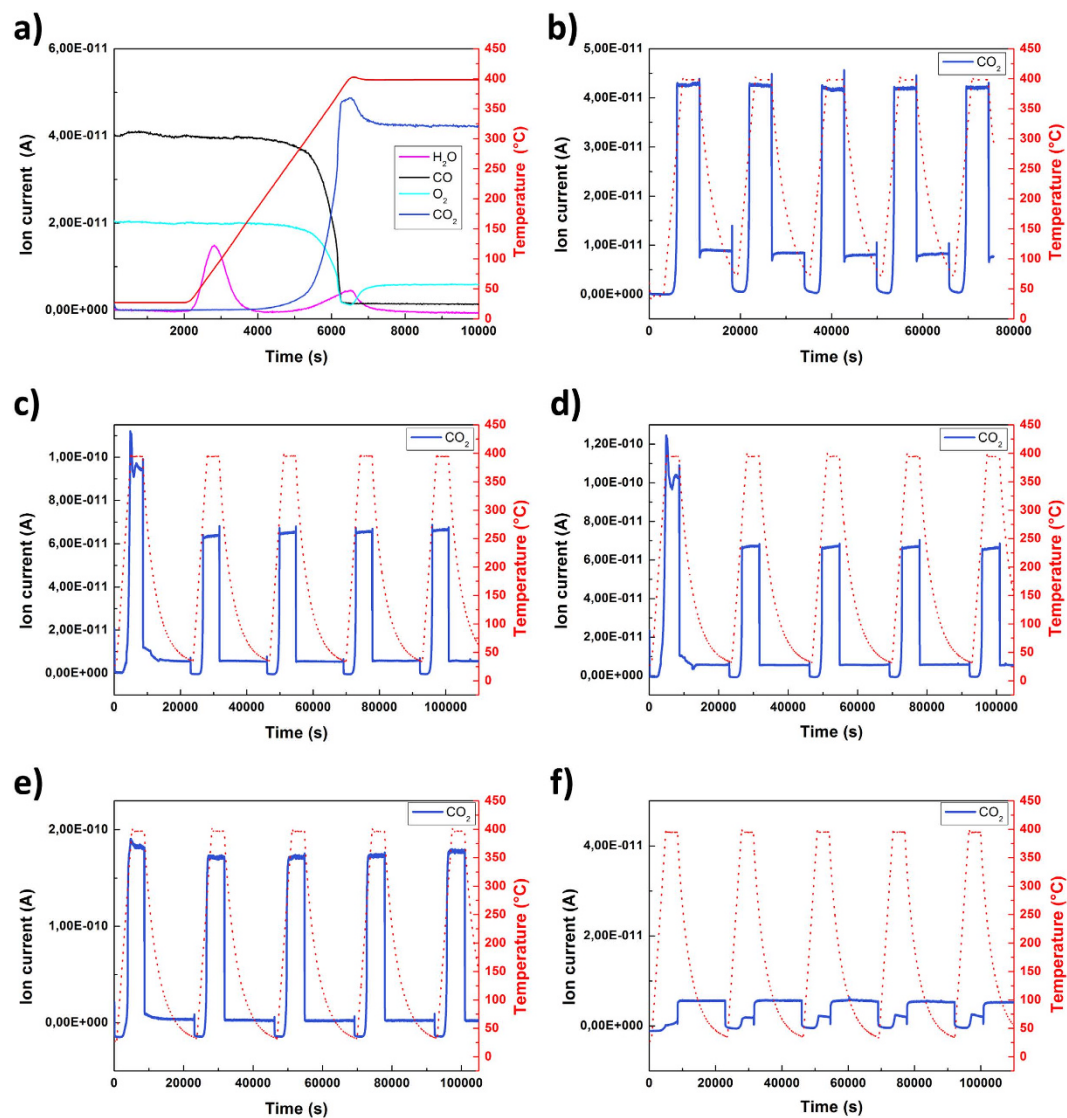 a)
6,00E-011
4,00E-011
2,00E-011
0,00E+000
Ion current (A)
450
400
350
300
250
200
150
100
50
0
Temperature (°C)
H2O
CO
O2
CO2
0 2000 4000 6000 8000 10000
Time (s)
b)
5,00E-011
4,00E-011
3,00E-011
2,00E-011
1,00E-011
0,00E+000
Ion current (A)
CO2
450
400
350
300
250
200
150
100
50
0
Temperature (°C)
0 20000 40000 60000 80000
Time (s)
c)
1,00E-010
8,00E-011
6,00E-011
4,00E-011
2,00E-011
0,00E+000
Ion current (A)
CO2
450
400
350
300
250
200
150
100
50
0
Temperature (°C)
0 20000 40000 60000 80000 100000
Time (s)
d)
1,20E-010
1,00E-010
8,00E-011
6,00E-011
4,00E-011
2,00E-011
0,00E+000
Ion current (A)
CO2
450
400
350
300
250
200
150
100
50
0
Temperature (°C)
0 20000 40000 60000 80000 100000
Time (s)
e)
2,00E-010
1,00E-010
0,00E+000
Ion current (A)
CO2
450
400
350
300
250
200
150
100
50
0
Temperature (°C)
0 20000 40000 60000 80000 100000
Time (s)
f)
4,00E-011
2,00E-011
0,00E+000
Ion current (A)
CO2
450
400
350
300
250
200
150
100
50
0
Temperature (°C)
0 20000 40000 60000 80000 100000
Time (s)